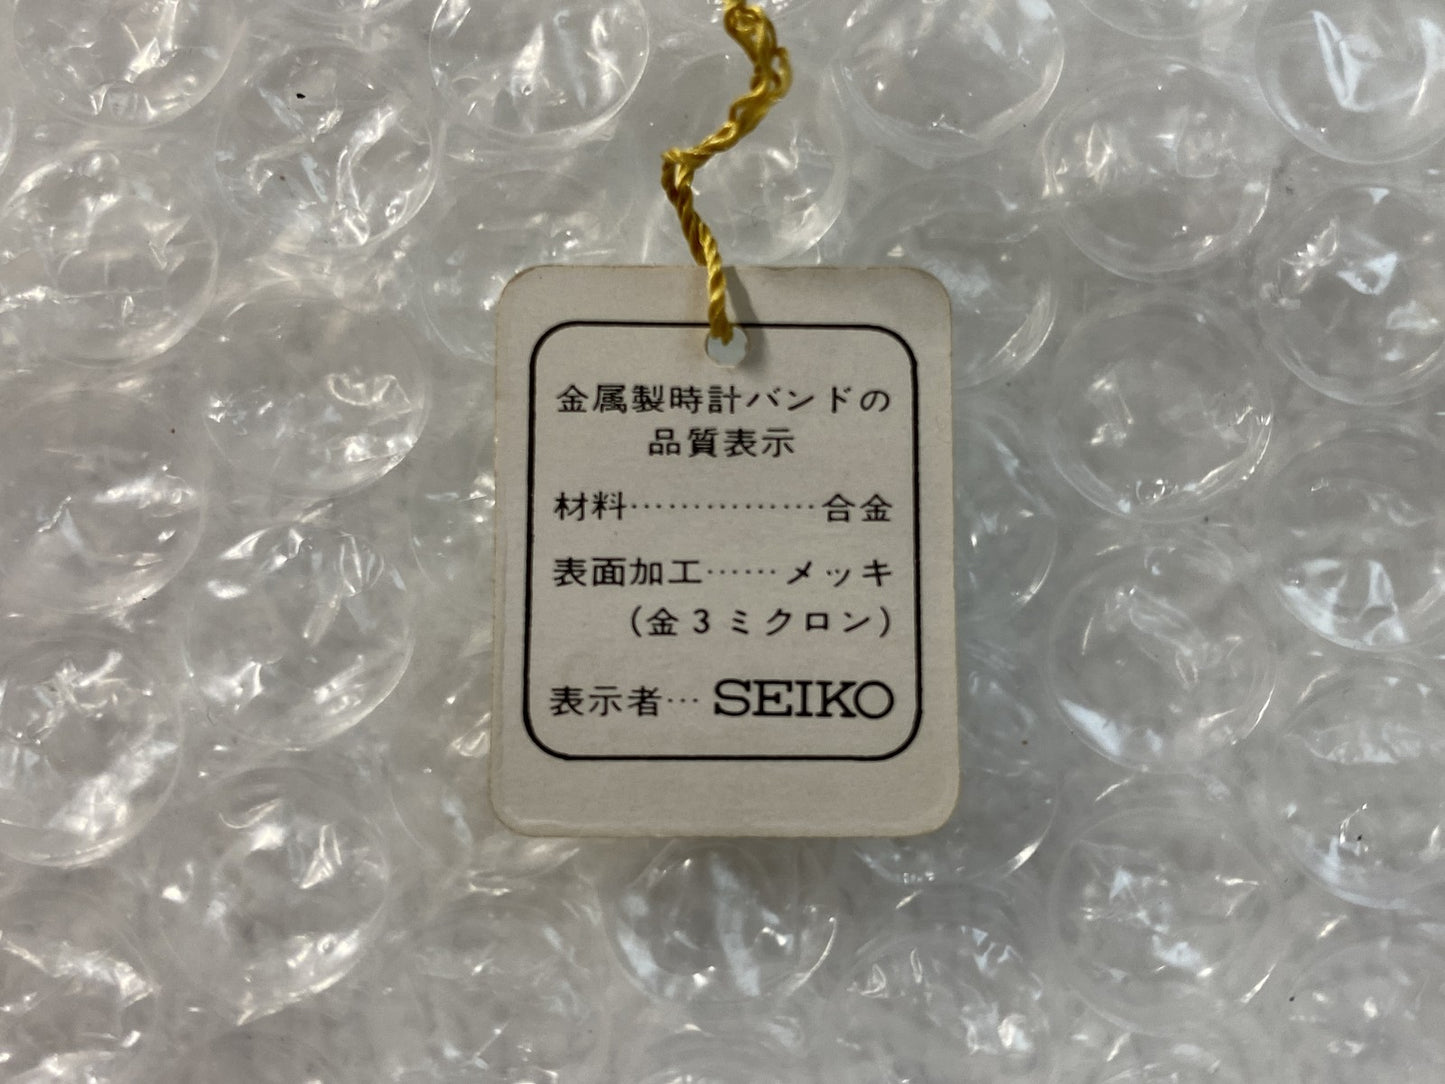 金属製時計バンドの
品質表示
材料……………合金
表面加工……メッキ
(金3ミクロン)
表示者…SEIKO